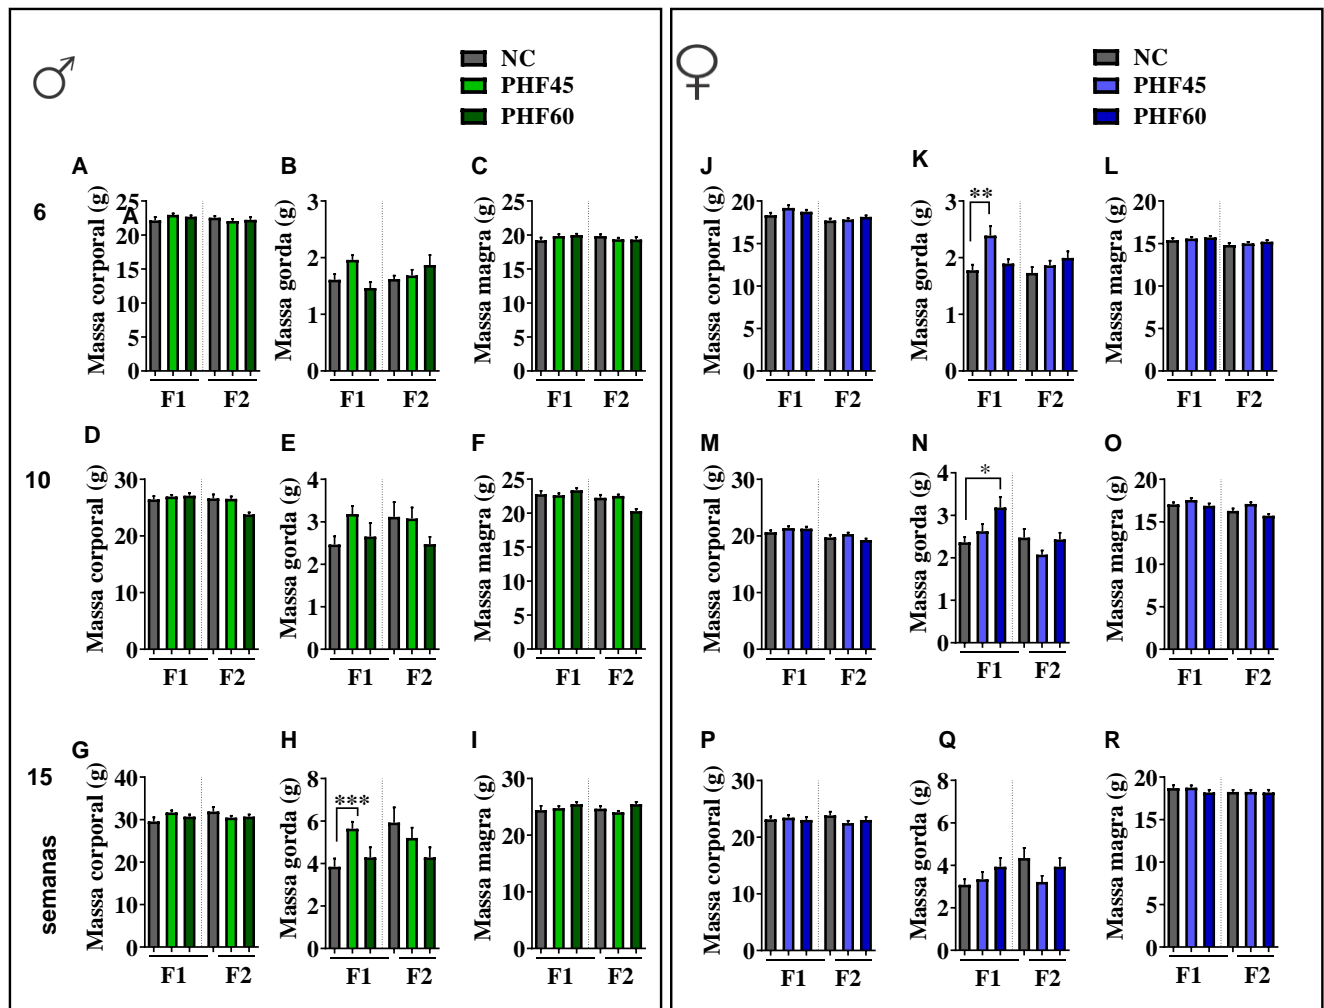 ♂
NC
PHF45
PHF60
♀
NC
PHF45
PHF60
6
A
A
Massa corporal (g)
25
20
15
10
5
0
F1 F2
B
Massa gorda (g)
3
2
1
0
F1 F2
C
Massa magra (g)
25
20
15
10
5
0
F1 F2
J
Massa corporal (g)
20
15
10
5
0
F1 F2
K
Massa gorda (g)
3
2
1
0
**
F1 F2
L
Massa magra (g)
20
15
10
5
0
F1 F2
10
D
Massa corporal (g)
30
20
10
0
F1 F2
E
Massa gorda (g)
4
3
2
1
0
F1 F2
F
Massa magra (g)
25
20
15
10
5
0
F1 F2
M
Massa corporal (g)
30
20
10
0
F1 F2
N
Massa gorda (g)
4
3
2
1
0
*
F1 F2
O
Massa magra (g)
20
15
10
5
0
F1 F2
15
semanas
G
Massa corporal (g)
40
30
20
10
0
F1 F2
H
Massa gorda (g)
8
6
4
2
0
***
F1 F2
I
Massa magra (g)
30
20
10
0
F1 F2
P
Massa corporal (g)
30
20
10
0
F1 F2
Q
Massa gorda (g)
8
6
4
2
0
F1 F2
R
Massa magra (g)
20
15
10
5
0
F1 F2